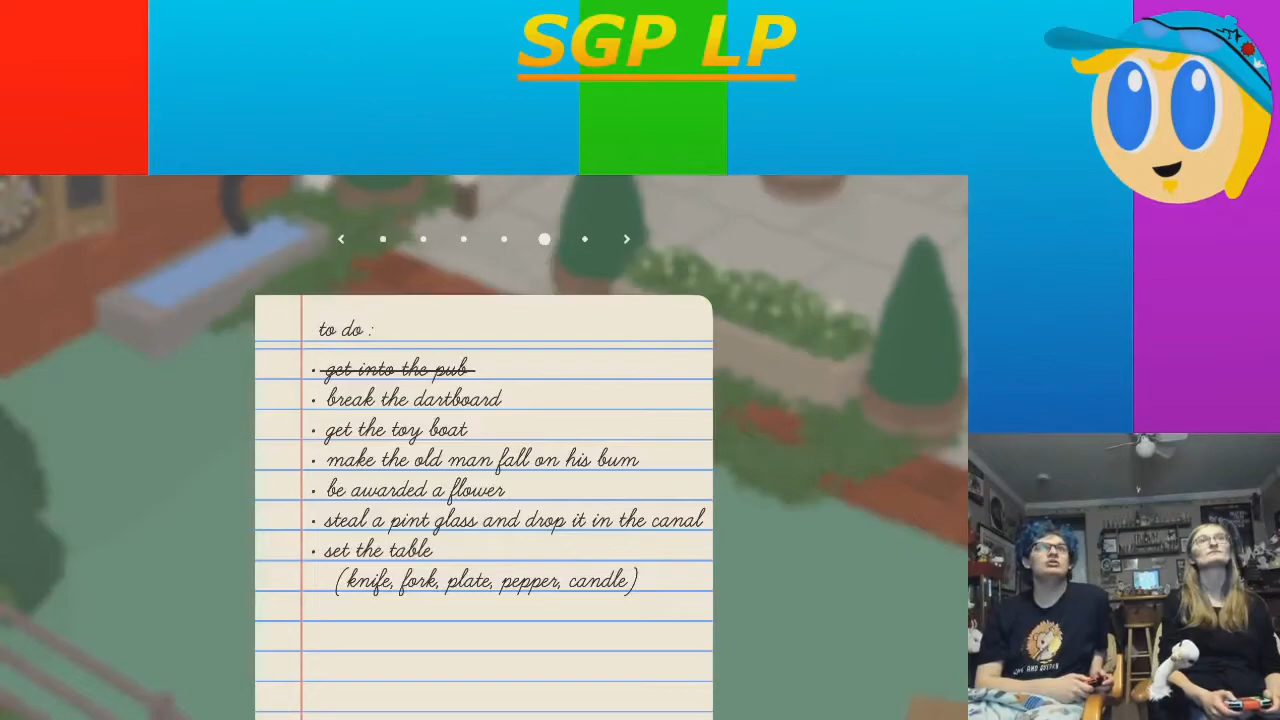 SGP LP
to do :
• get into the pub
• break the dartboard
• get the toy boat
• make the old man fall on his bum
• be awarded a flower
• steal a pint glass and drop it in the canal
• set the table
(knife, fork, plate, pepper, candle)